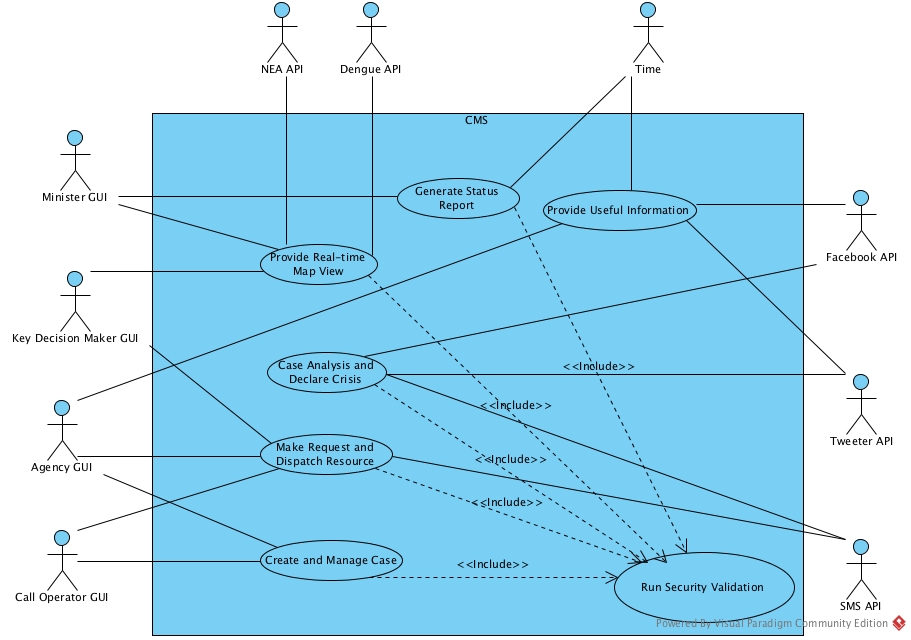 NEA API
Dengue API
Time
CMS
Minister GUI
Generate Status
Report
Provide Useful Information
Facebook API
Provide Real-time
Map View
Key Decision Maker GUI
Case Analysis and
Declare Crisis
<<Include>>
<<Include>>
Tweeter API
Make Request and
Dispatch Resource
<<Include>>
Agency GUI
<<Include>>
Create and Manage Case
<<Include>>
Run Security Validation
Call Operator GUI
SMS API
Powered By Visual Paradigm Community Edition